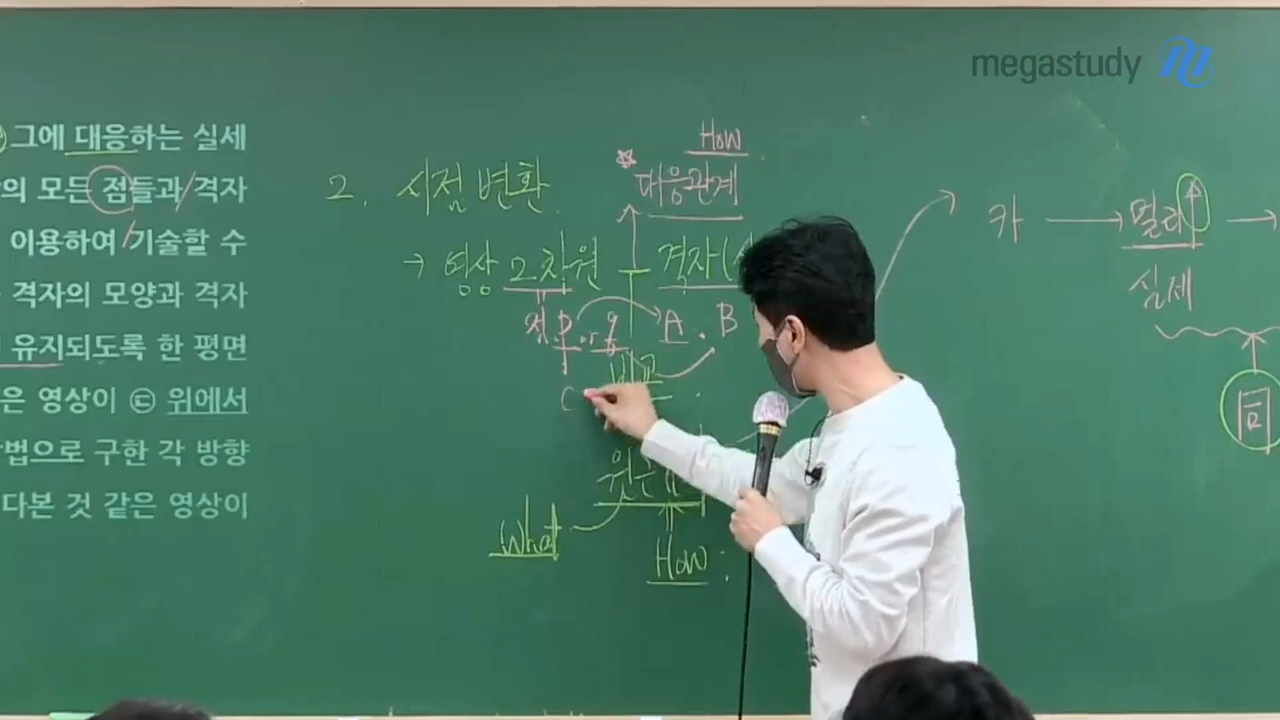 megastudy
그에 대응하는 실세
의 모든 점들과 격자
이용하여 기술할 수
격자의 모양과 격자
유지되도록 한 평면
은 영상이 ㉢ 위에서
법으로 구한 각 방향
다본 것 같은 영상이
How
대응관계
2. 시점 변환
→ 영상 2차원 격자(
점 p or q A . B
C
What
How :
카 → 멀리 →
실제